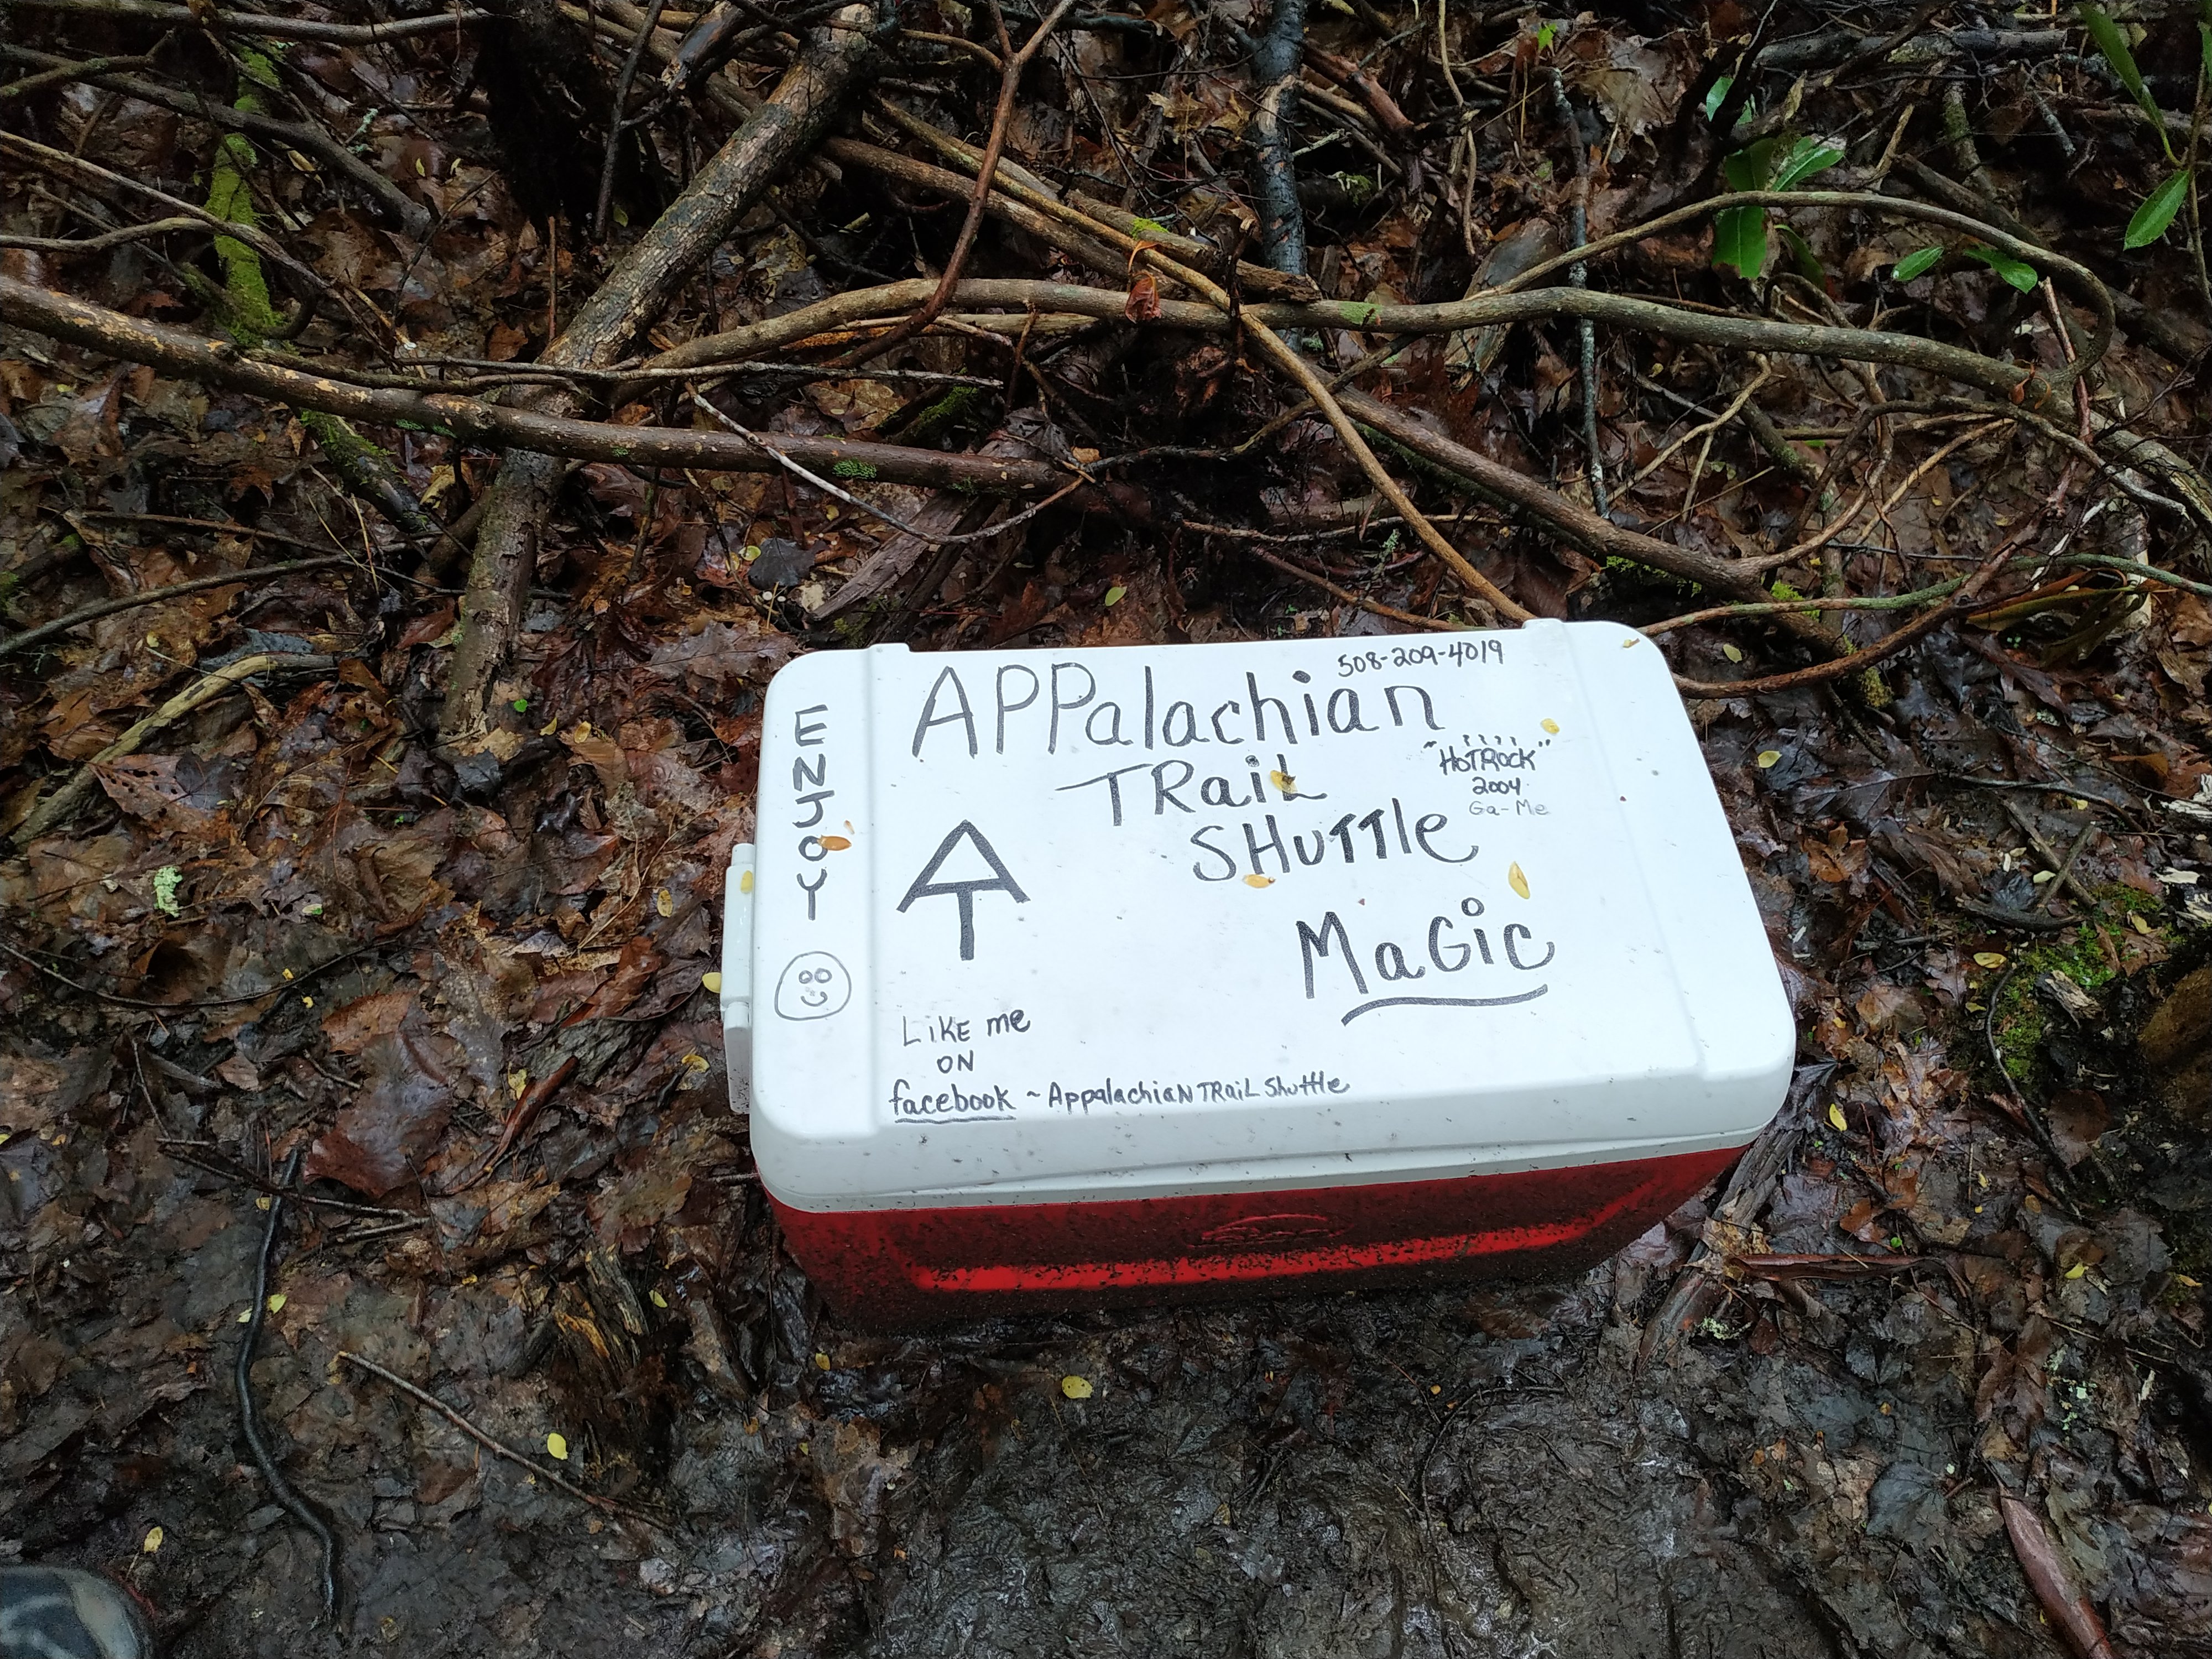 ENJOY
508-209-4019
APPalachian
TRaiL
SHuTTle
"HoTRock"
2004
Ga-Me
MaGic
LiKE me
ON
facebook ~ AppalachiaN TRaiL Shuttle